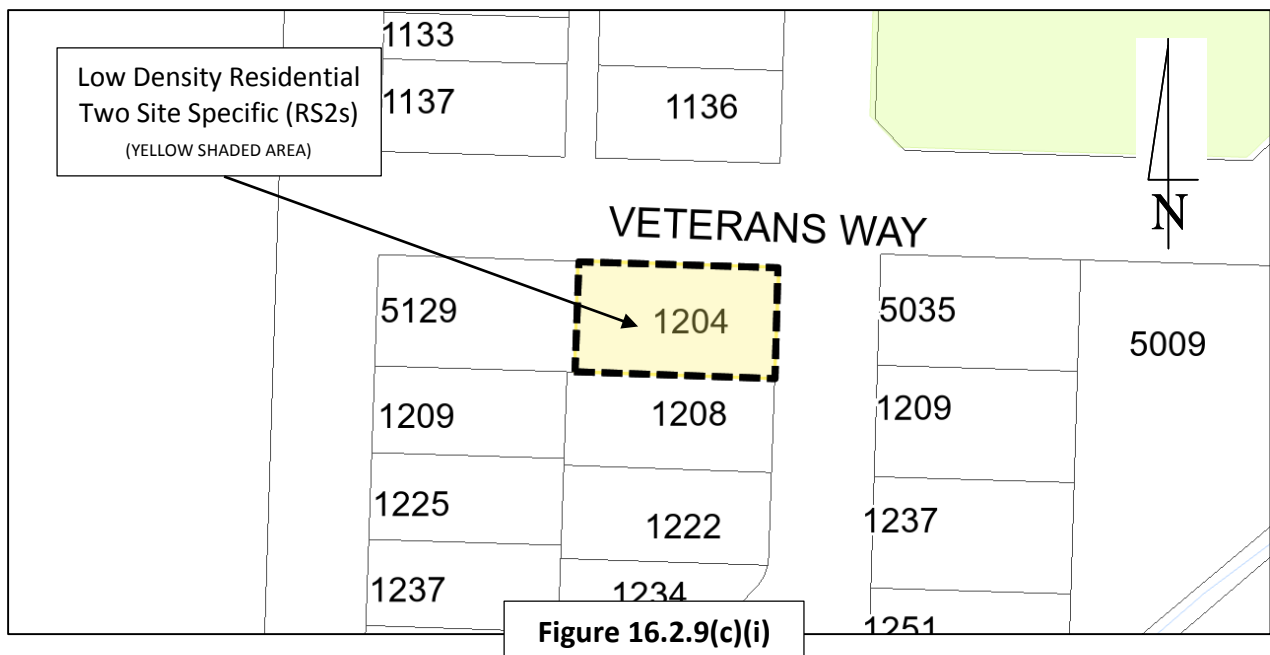 1133
Low Density Residential
Two Site Specific (RS2s)
(YELLOW SHADED AREA)
1137
1136
N
VETERANS WAY
5129
1204
5035
5009
1209
1208
1209
1225
1222
1237
1237
1234
1251
Figure 16.2.9(c)(i)